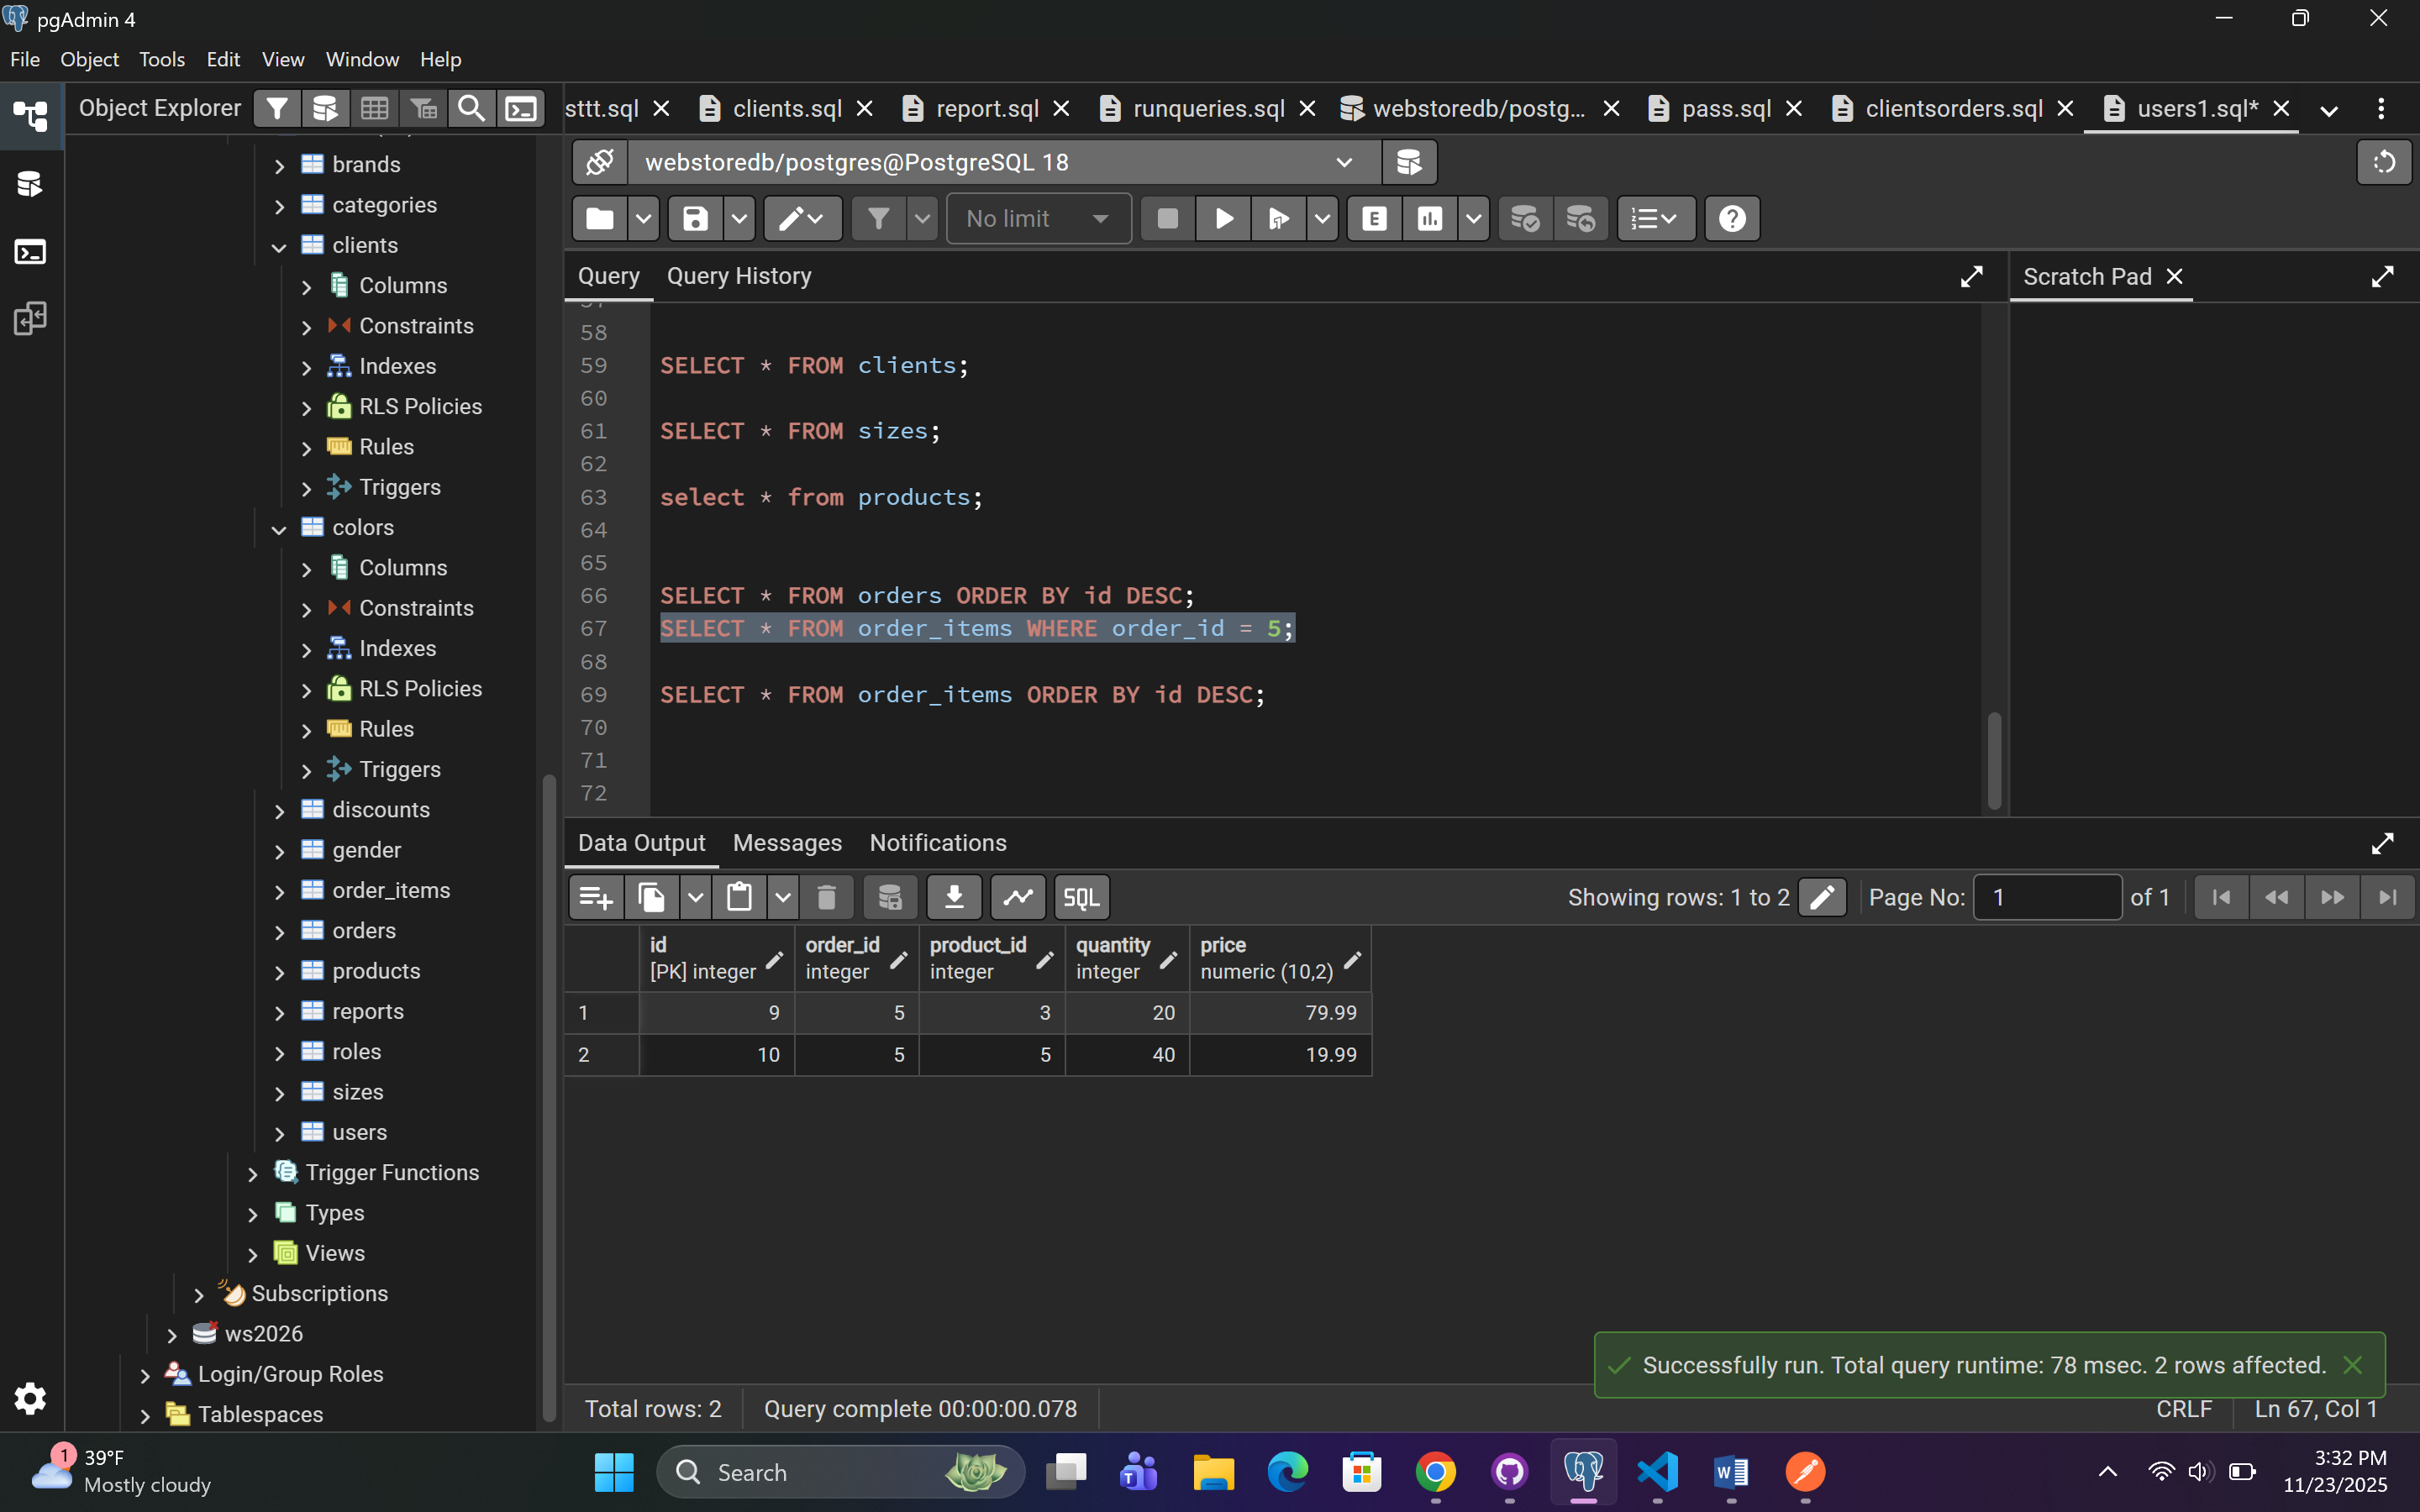 pgAdmin 4
File Object Tools Edit View Window Help
Object Explorer
sttt.sql clients.sql report.sql runqueries.sql webstoredb/postg... pass.sql clientsorders.sql users1.sql*
brands
categories
clients
Columns
Constraints
Indexes
RLS Policies
Rules
Triggers
colors
Columns
Constraints
Indexes
RLS Policies
Rules
Triggers
discounts
gender
order_items
orders
products
reports
roles
sizes
users
Trigger Functions
Types
Views
Subscriptions
ws2026
Login/Group Roles
Tablespaces
webstoredb/postgres@PostgreSQL 18
No limit
E
Query Query History
Scratch Pad
58
59 SELECT * FROM clients;
60
61 SELECT * FROM sizes;
62
63 select * from products;
64
65
66 SELECT * FROM orders ORDER BY id DESC;
67 SELECT * FROM order_items WHERE order_id = 5;
68
69 SELECT * FROM order_items ORDER BY id DESC;
70
71
72
Data Output Messages Notifications
SQL Showing rows: 1 to 2 Page No: 1 of 1
id order_id product_id quantity price
[PK] integer integer integer integer numeric (10,2)
1 9 5 3 20 79.99
2 10 5 5 40 19.99
Successfully run. Total query runtime: 78 msec. 2 rows affected.
Total rows: 2 Query complete 00:00:00.078 CRLF Ln 67, Col 1
1 39°F
Mostly cloudy
Search
3:32 PM
11/23/2025